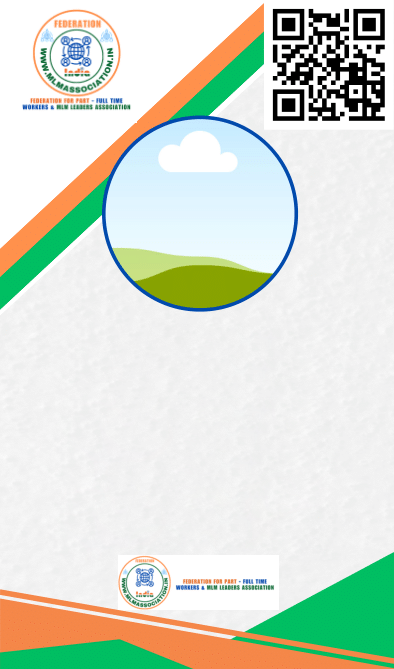 FEDERATION
India
WWW.MLMASSOCIATION.IN
FEDERATION FOR PART - FULL TIME
WORKERS & MLM LEADERS ASSOCIATION
FEDERATION
India
WWW.MLMASSOCIATION.IN
FEDERATION FOR PART - FULL TIME
WORKERS & MLM LEADERS ASSOCIATION